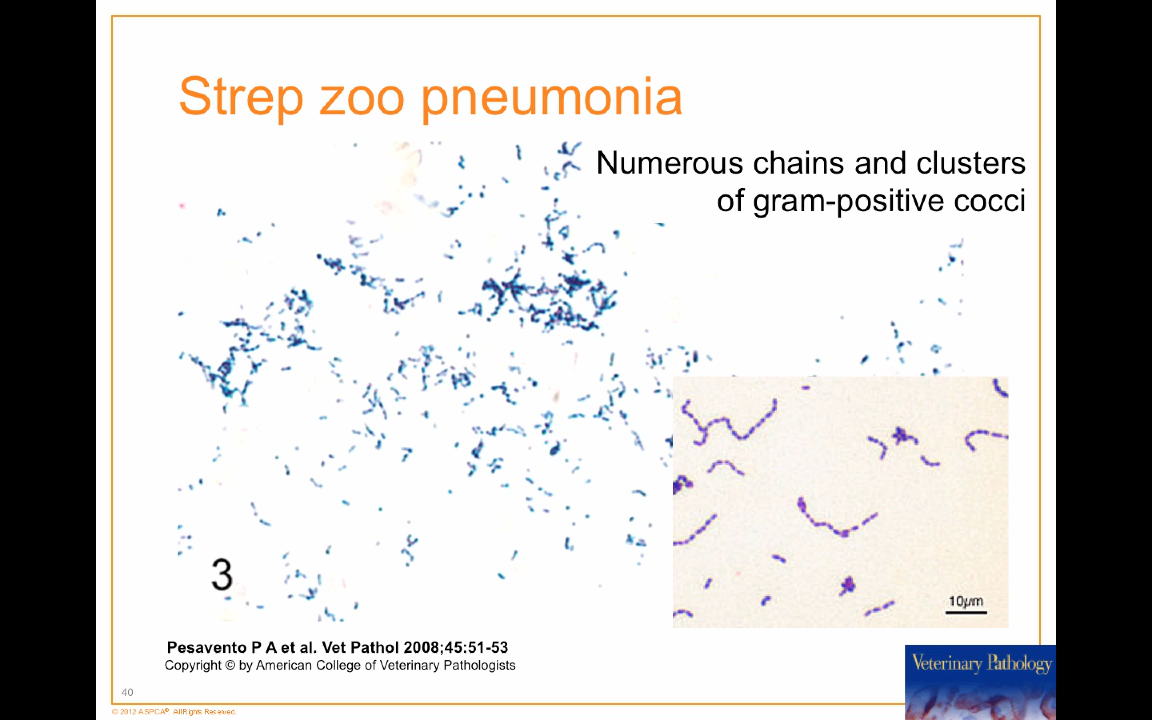 Strep zoo pneumonia
Numerous chains and clusters
of gram-positive cocci
3
10µm
Pesavento P A et al. Vet Pathol 2008;45:51-53
Copyright © by American College of Veterinary Pathologists
Veterinary Pathology
40
© 2012 ASPCA® All Rights Reserved.